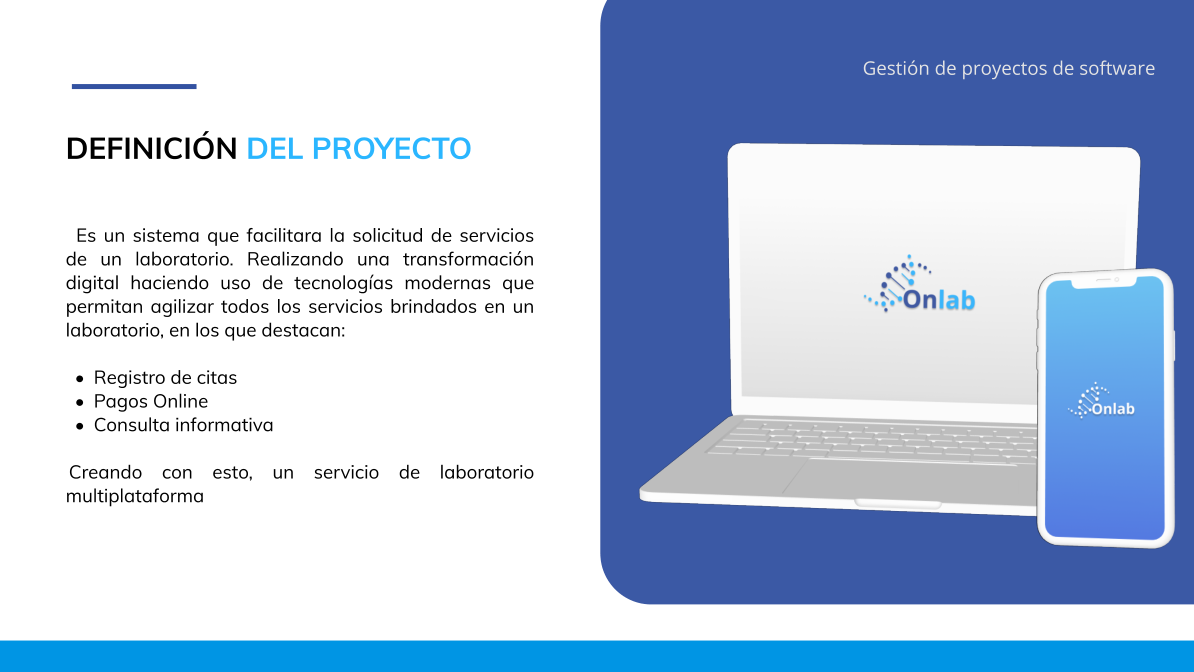 Gestión de proyectos de software
DEFINICIÓN DEL PROYECTO
Es un sistema que facilitara la solicitud de servicios
de un laboratorio. Realizando una transformación
digital haciendo uso de tecnologías modernas que
permitan agilizar todos los servicios brindados en un
laboratorio, en los que destacan:
• Registro de citas
• Pagos Online
• Consulta informativa
Creando con esto, un servicio de laboratorio
multiplataforma
Onlab
Onlab